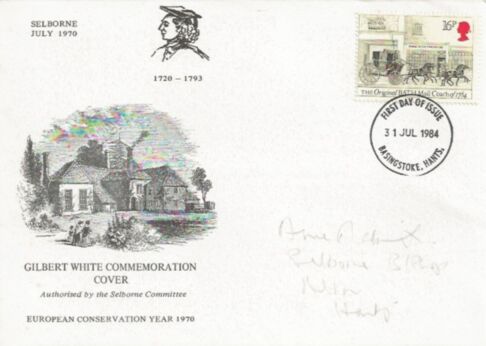 SELBORNE
JULY 1970
1720 – 1793
16P
THE Original BATH Mail Coach of 1784
FIRST DAY OF ISSUE
31 JUL 1984
BASINGSTOKE, HANTS.
GILBERT WHITE COMMEMORATION
COVER
Authorised by the Selborne Committee
EUROPEAN CONSERVATION YEAR 1970
Selborne
Hants